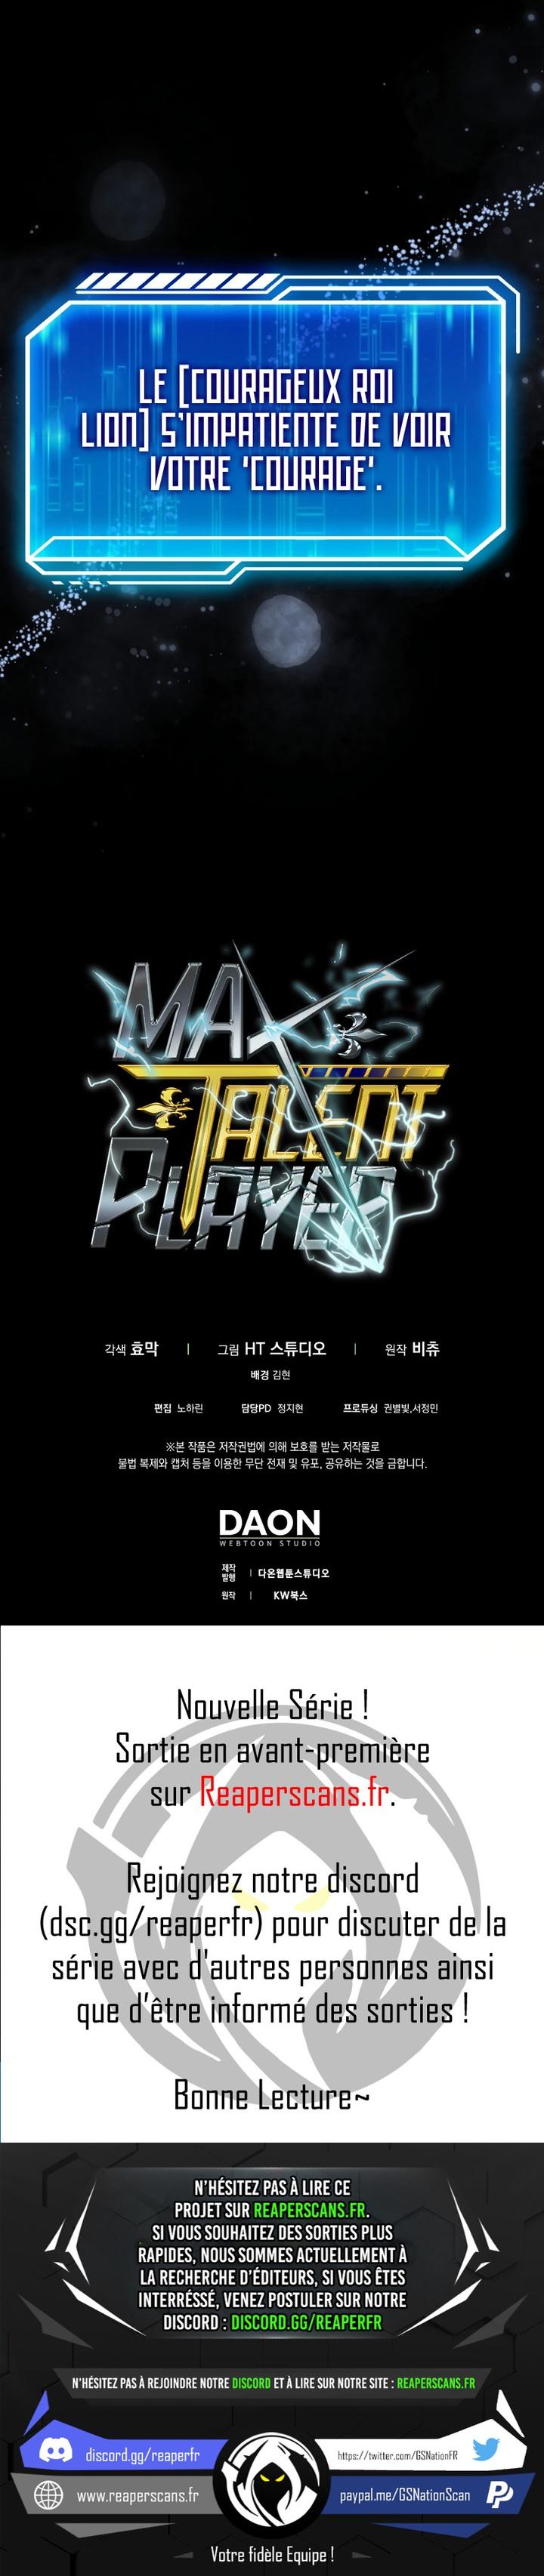 LE [COURAGEUX ROI
LION] S'IMPATIENTE DE VOIR
VOTRE 'COURAGE'.
MAX
TALENT
PLAYER
각색 효막 | 그림 HT 스튜디오 | 원작 비츄
배경 김현
편집 노하린 담당PD 정지현 프로듀싱 권별빛,서정민
※본 작품은 저작권법에 의해 보호를 받는 저작물로
불법 복제와 캡처 등을 이용한 무단 전재 및 유포, 공유하는 것을 금합니다.
DAON
WEBTOON STUDIO
제작
발행 | 다온웹툰스튜디오
원작 | KW북스
Nouvelle Série !
Sortie en avant-première
sur Reaperscans.fr.
Rejoignez notre discord
(dsc.gg/reaperfr) pour discuter de la
série avec d'autres personnes ainsi
que d'être informé des sorties !
Bonne Lecture~
N'HÉSITEZ PAS À LIRE CE
PROJET SUR REAPERSCANS.FR.
SI VOUS SOUHAITEZ DES SORTIES PLUS
RAPIDES, NOUS SOMMES ACTUELLEMENT À
LA RECHERCHE D'ÉDITEURS, SI VOUS ÊTES
INTERRÉSSÉ, VENEZ POSTULER SUR NOTRE
DISCORD : DISCORD.GG/REAPERFR
N'HÉSITEZ PAS À REJOINDRE NOTRE DISCORD ET À LIRE SUR NOTRE SITE : REAPERSCANS.FR
discord.gg/reaperfr
https://twitter.com/GSNationFR
www.reaperscans.fr
paypal.me/GSNationScan
Votre fidèle Equipe !